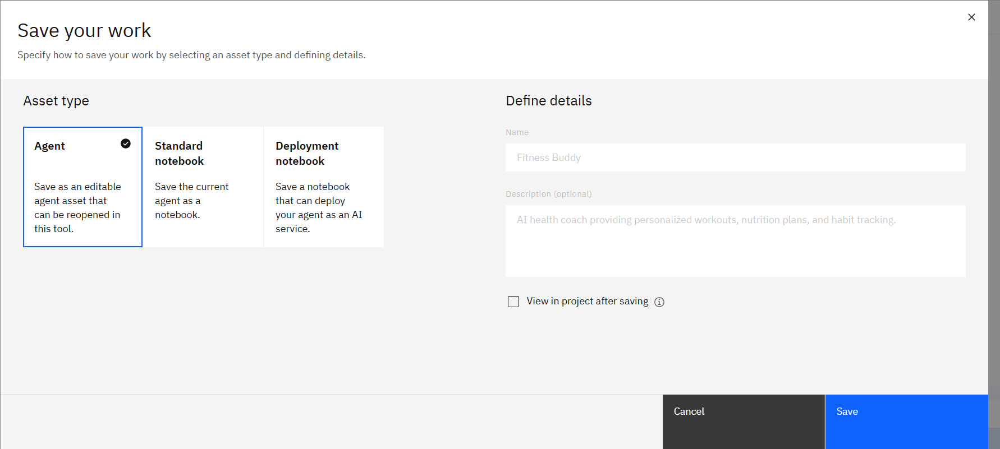 Save your work
Specify how to save your work by selecting an asset type and defining details.
Asset type
Agent
Save as an editable
agent asset that
can be reopened in
this tool.
Standard
notebook
Save the current
agent as a
notebook.
Deployment
notebook
Save a notebook
that can deploy
your agent as an AI
service.
Define details
Name
Fitness Buddy
Description (optional)
AI health coach providing personalized workouts, nutrition plans, and habit tracking.
View in project after saving
Cancel
Save